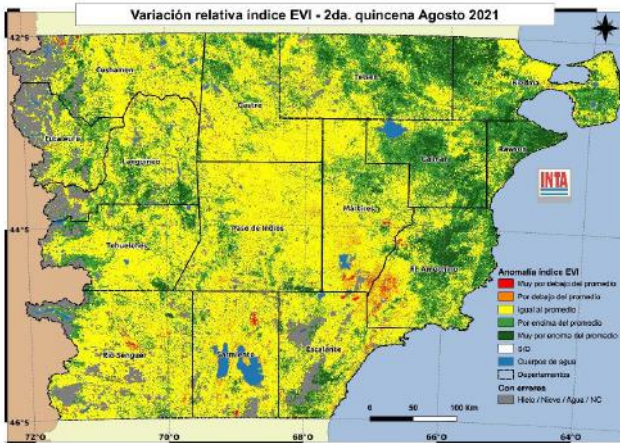 Variación relativa índice EVI - 2da. quincena Agosto 2021
42°S
Cushamen
Telsen
Biedma
Gastre
Futaleufú
Languiñeo
Gaiman
Rawson
INTA
Mártires
44°S
Paso de Indios
Tehuelches
Anomalía índice EVI
Muy por debajo del promedio
Por debajo del promedio
Igual al promedio
Por encima del promedio
Muy por encima del promedio
S/D
Cuerpos de agua
Departamentos
Con errores
Hielo / Nieve / Agua / NC
Río Senguer
Sarmiento
Escalante
0 50 100 Km
46°S
72°O
70°O
68°O
66°O
64°O